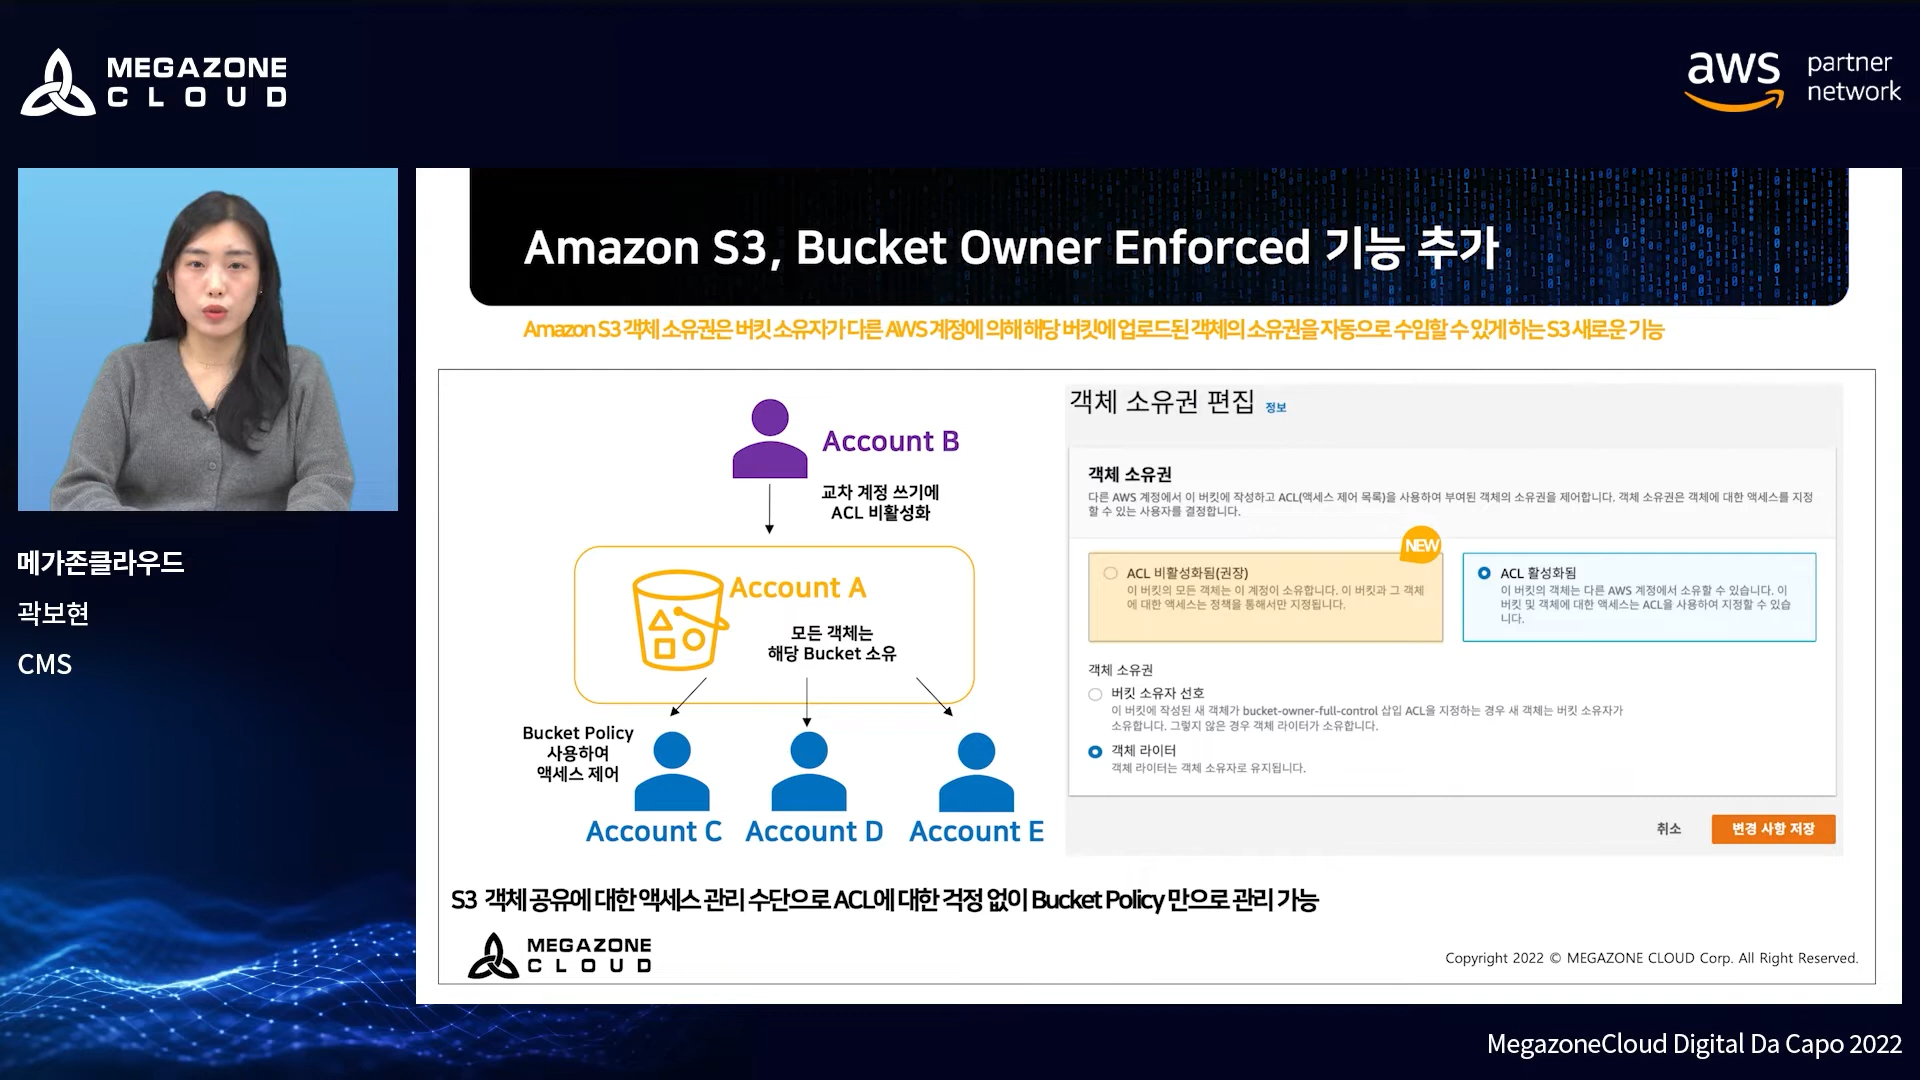 MEGAZONE
CLOUD
aws partner
network
메가존클라우드
곽보현
CMS
Amazon S3, Bucket Owner Enforced 기능 추가
Amazon S3 객체 소유권은 버킷 소유자가 다른 AWS 계정에 의해 해당 버킷에 업로드된 객체의 소유권을 자동으로 수임할 수 있게 하는 S3 새로운 기능
Account B
교차 계정 쓰기에
ACL 비활성화
Account A
모든 객체는
해당 Bucket 소유
Bucket Policy
사용하여
액세스 제어
Account C
Account D
Account E
객체 소유권 편집 정보
객체 소유권
다른 AWS 계정에서 이 버킷에 작성하고 ACL(액세스 제어 목록)을 사용하여 부여된 객체의 소유권을 제어합니다. 객체 소유권은 객체에 대한 액세스를 지정
할 수 있는 사용자를 결정합니다.
NEW
ACL 비활성화됨(권장)
이 버킷의 모든 객체는 이 계정이 소유합니다. 이 버킷과 그 객체
에 대한 액세스는 정책을 통해서만 지정됩니다.
ACL 활성화됨
이 버킷의 객체는 다른 AWS 계정에서 소유할 수 있습니다. 이
버킷 및 객체에 대한 액세스는 ACL을 사용하여 지정할 수 있습
니다.
객체 소유권
버킷 소유자 선호
이 버킷에 작성된 새 객체가 bucket-owner-full-control 삽입 ACL을 지정하는 경우 새 객체는 버킷 소유자가
소유합니다. 그렇지 않은 경우 객체 라이터가 소유합니다.
객체 라이터
객체 라이터는 객체 소유자로 유지됩니다.
취소
변경 사항 저장
S3 객체 공유에 대한 액세스 관리 수단으로 ACL에 대한 걱정 없이 Bucket Policy 만으로 관리 가능
MEGAZONE
CLOUD
Copyright 2022 © MEGAZONE CLOUD Corp. All Right Reserved.
MegazoneCloud Digital Da Capo 2022